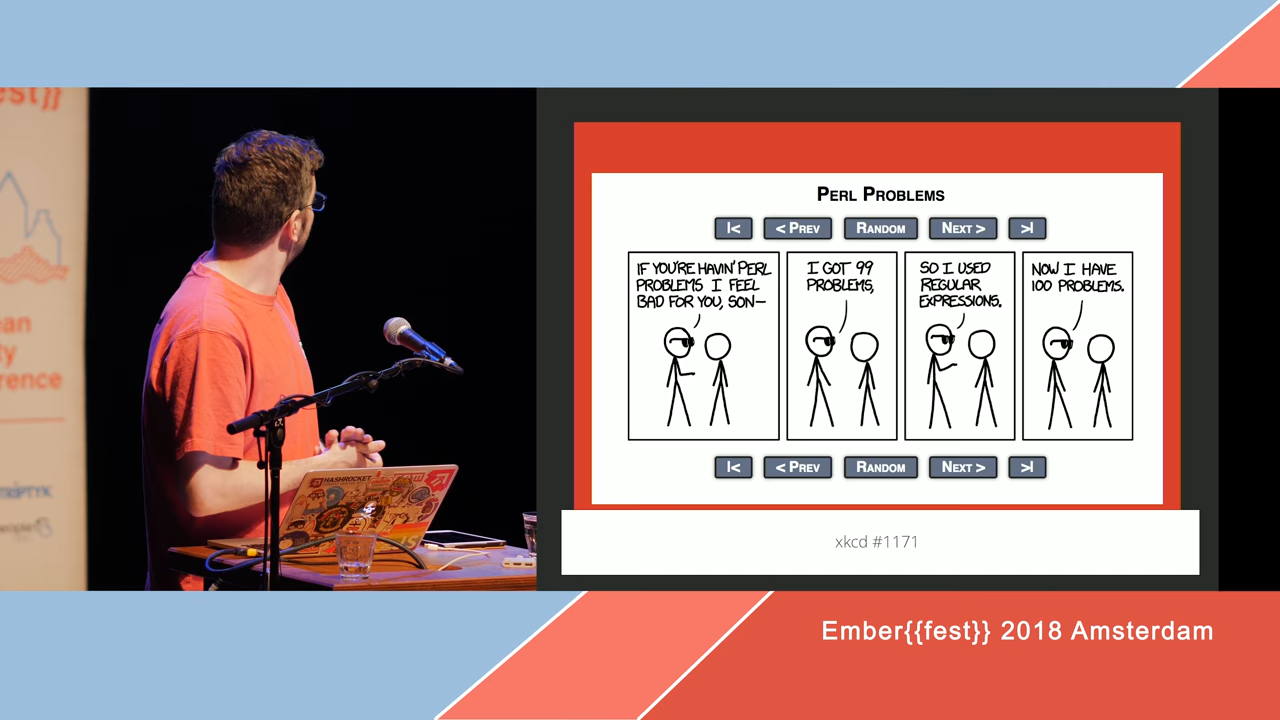 PERL PROBLEMS
|<
< PREV
RANDOM
NEXT >
>|
IF YOU'RE HAVIN' PERL
PROBLEMS I FEEL
BAD FOR YOU, SON—
I GOT 99
PROBLEMS,
SO I USED
REGULAR
EXPRESSIONS.
NOW I HAVE
100 PROBLEMS.
|<
< PREV
RANDOM
NEXT >
>|
xkcd #1171
HASHROCKET
Ember{{fest}} 2018 Amsterdam